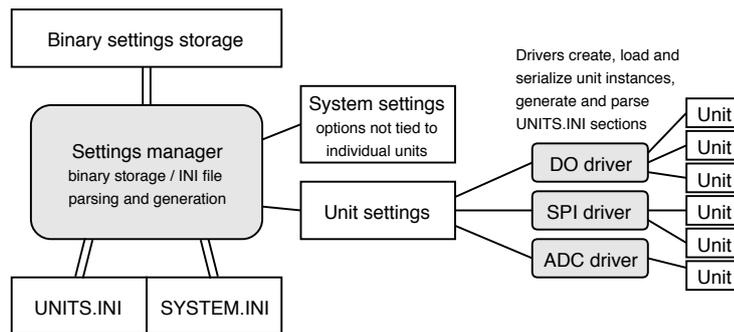 Binary settings storage
Settings manager
binary storage / INI file
parsing and generation
UNITS.INI
SYSTEM.INI
System settings
options not tied to
individual units
Unit settings
Drivers create, load and
serialize unit instances,
generate and parse
UNITS.INI sections
DO driver
SPI driver
ADC driver
Unit
Unit
Unit
Unit
Unit
Unit